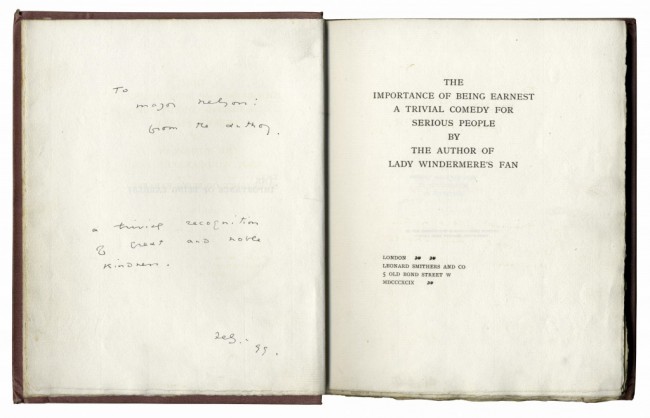 To
Major Nelson:
from the author.
a trivial recognition
of great and noble
kindness.
Feb. -
99.
THE
IMPORTANCE OF BEING EARNEST
A TRIVIAL COMEDY FOR
SERIOUS PEOPLE
BY
THE AUTHOR OF
LADY WINDERMERE'S FAN
LONDON
LEONARD SMITHERS AND CO
5 OLD BOND STREET W
MDCCCXCIX